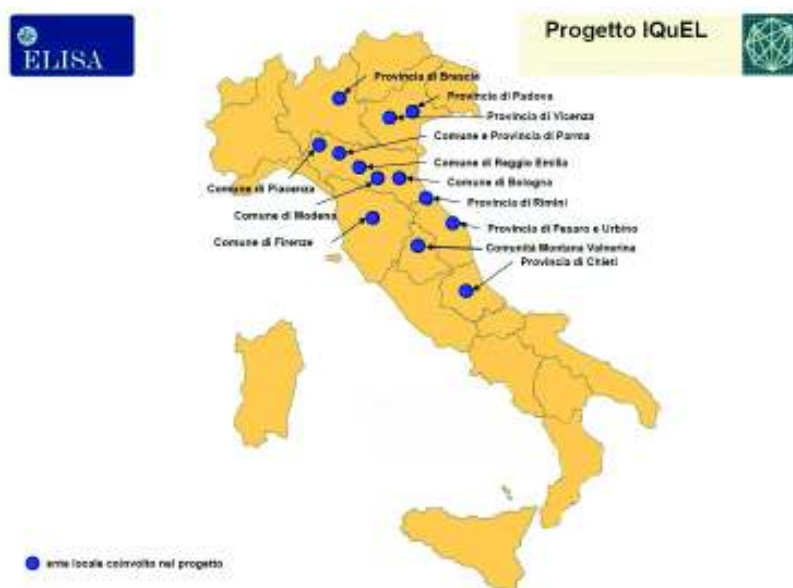 ELISA
Progetto IQuEL
Provincia di Brescia
Provincia di Padova
Provincia di Vicenza
Comune e Provincia di Parma
Comune di Reggio Emilia
Comune di Piacenza
Comune di Bologna
Provincia di Rimini
Comune di Modena
Provincia di Pesaro e Urbino
Comune di Firenze
Comunità Montana Valnerina
Provincia di Chieti
ente locale coinvolto nel progetto